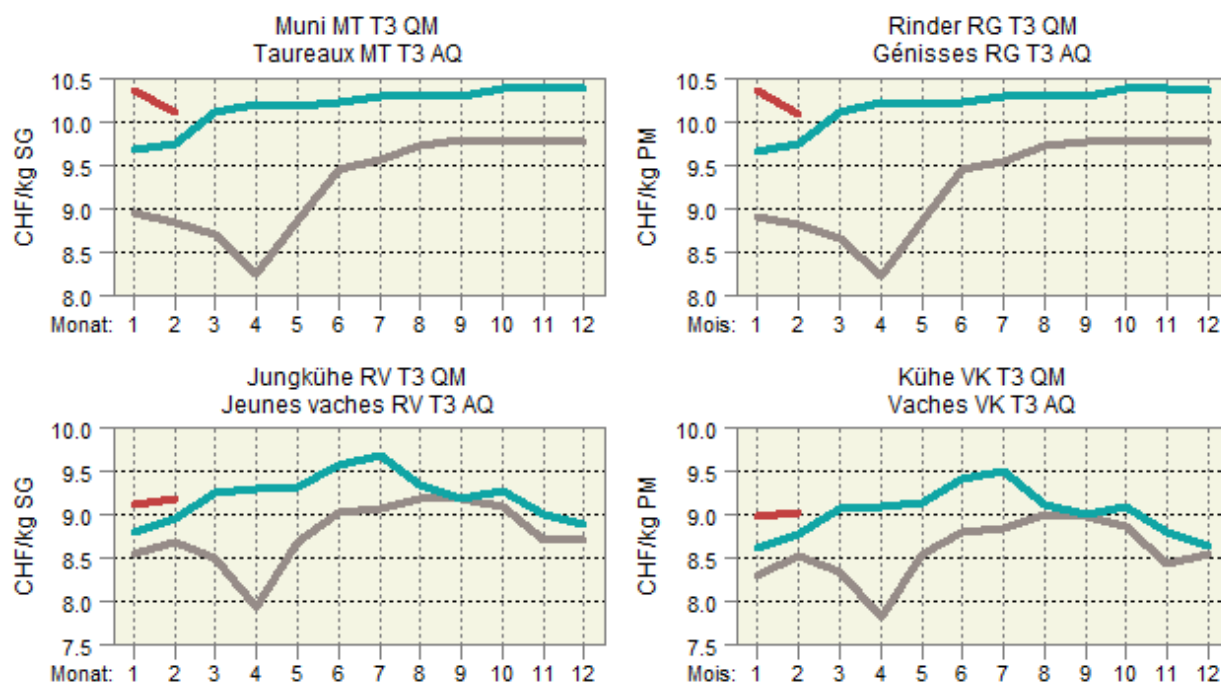 Muni MT T3 QM
Taureaux MT T3 AQ
CHF/kg SG
10.5
10.0
9.5
9.0
8.5
8.0
Monat: 1 2 3 4 5 6 7 8 9 10 11 12
Rinder RG T3 QM
Génisses RG T3 AQ
CHF/kg PM
10.5
10.0
9.5
9.0
8.5
8.0
Mois: 1 2 3 4 5 6 7 8 9 10 11 12
Jungkühe RV T3 QM
Jeunes vaches RV T3 AQ
CHF/kg SG
10.0
9.5
9.0
8.5
8.0
7.5
Monat: 1 2 3 4 5 6 7 8 9 10 11 12
Kühe VK T3 QM
Vaches VK T3 AQ
CHF/kg PM
10.0
9.5
9.0
8.5
8.0
7.5
Mois: 1 2 3 4 5 6 7 8 9 10 11 12